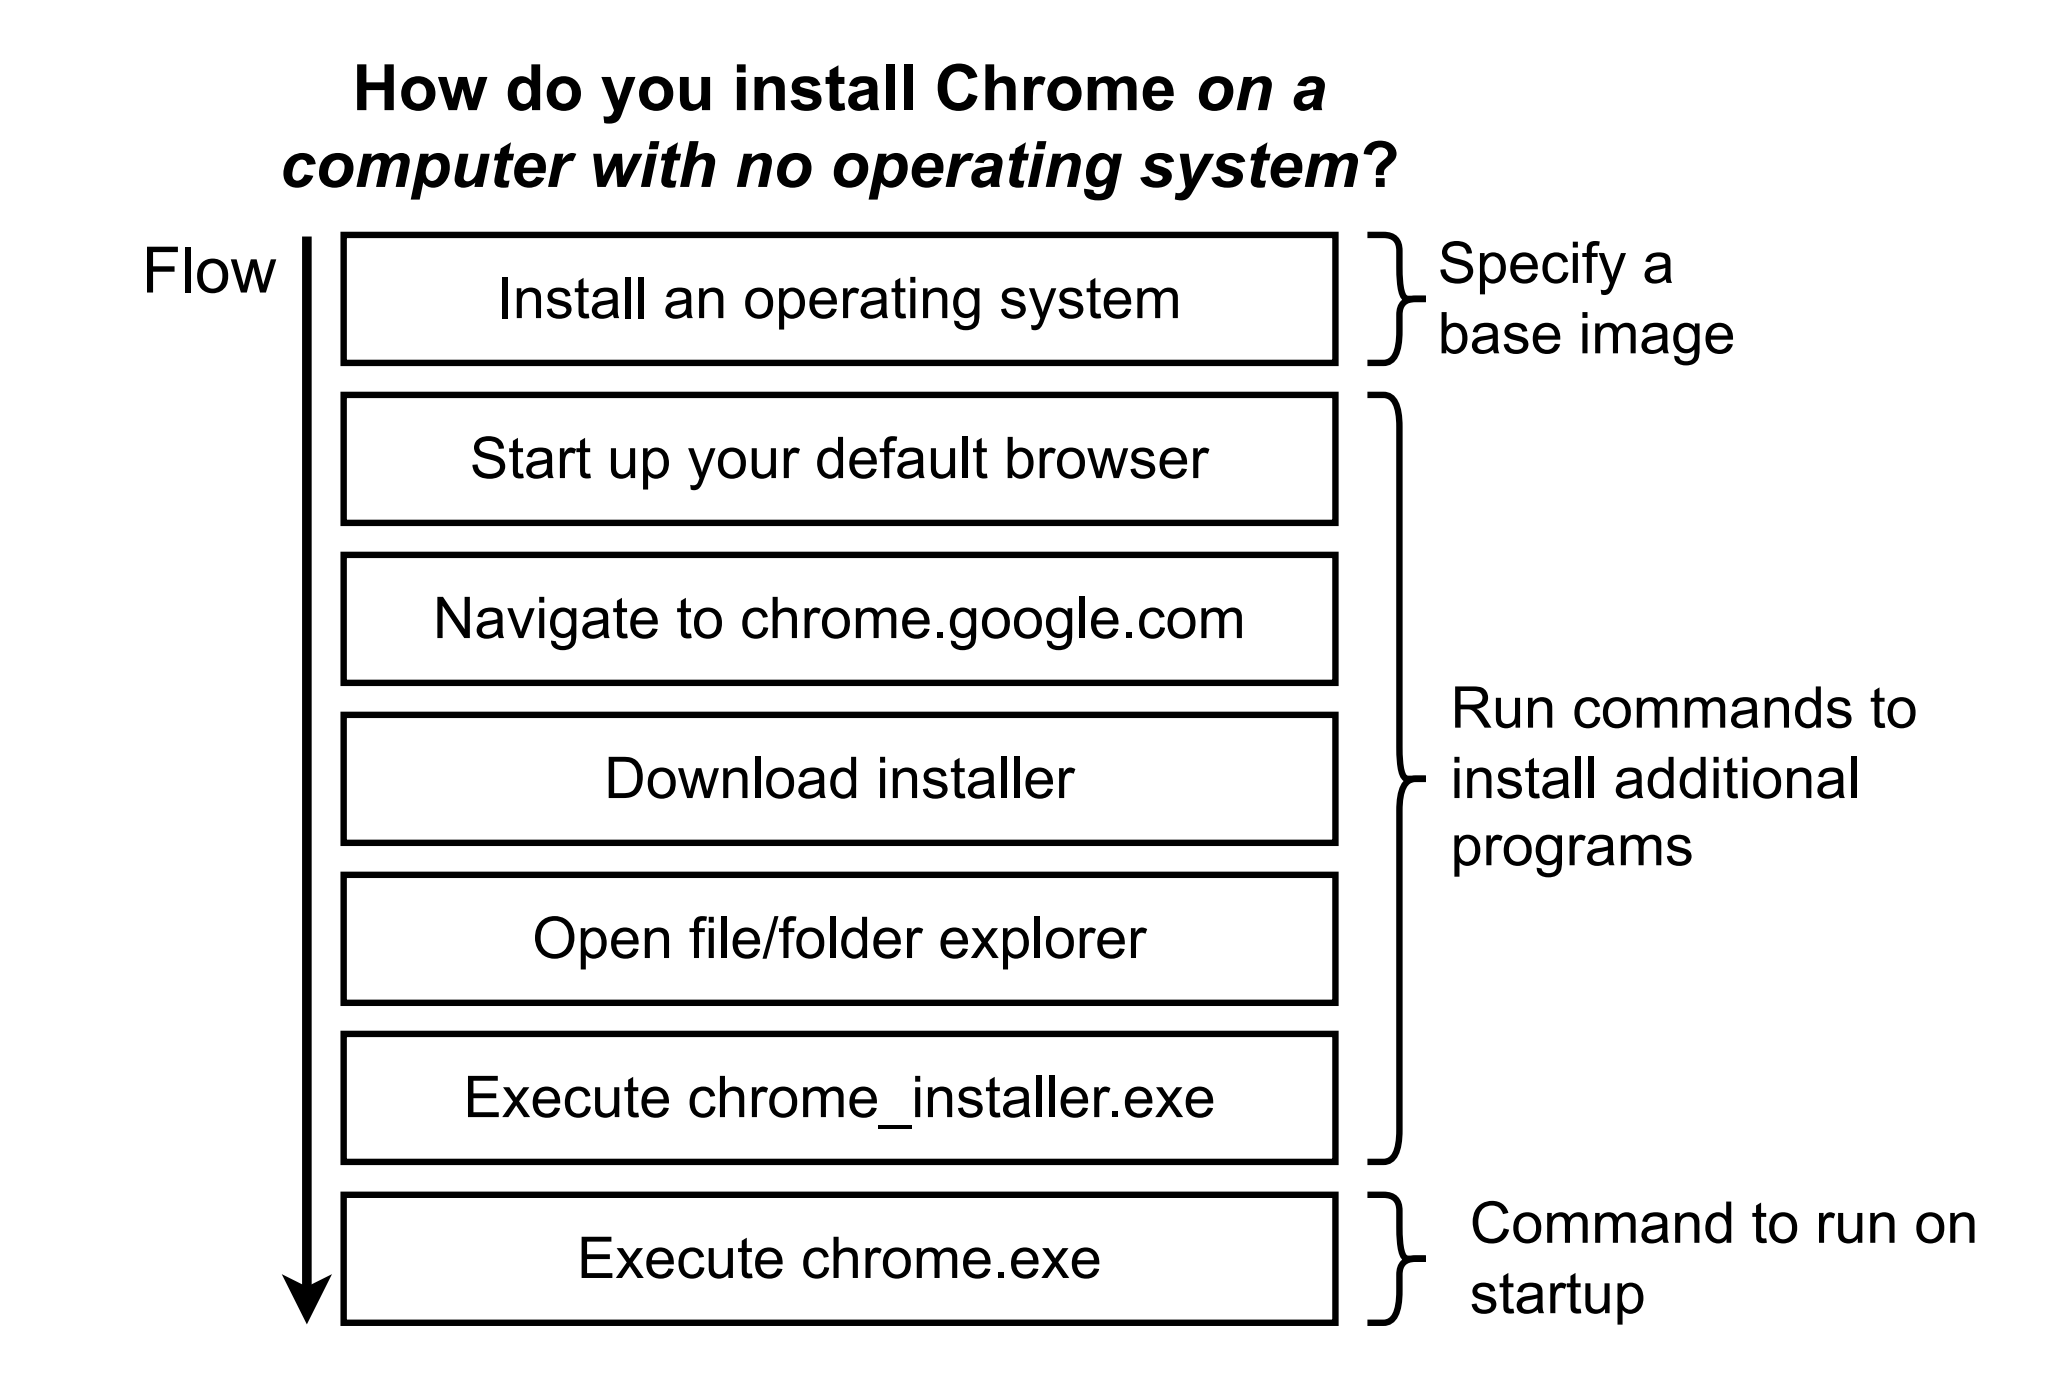 How do you install Chrome on a
computer with no operating system?
Flow
Install an operating system
Specify a
base image
Start up your default browser
Navigate to chrome.google.com
Download installer
Open file/folder explorer
Execute chrome_installer.exe
Run commands to
install additional
programs
Execute chrome.exe
Command to run on
startup